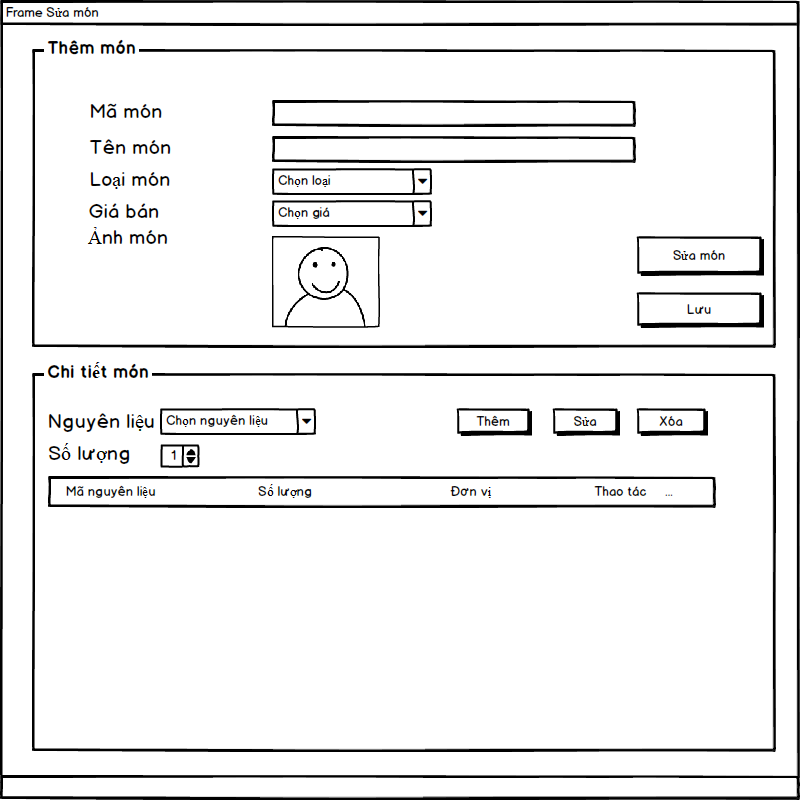 Frame Sửa món
Thêm món
Mã món
Tên món
Loại món Chọn loại
Giá bán Chọn giá
Ảnh món
Sửa món
Lưu
Chi tiết món
Nguyên liệu Chọn nguyên liệu Thêm Sửa Xóa
Số lượng 1
Mã nguyên liệu Số lượng Đơn vị Thao tác ...